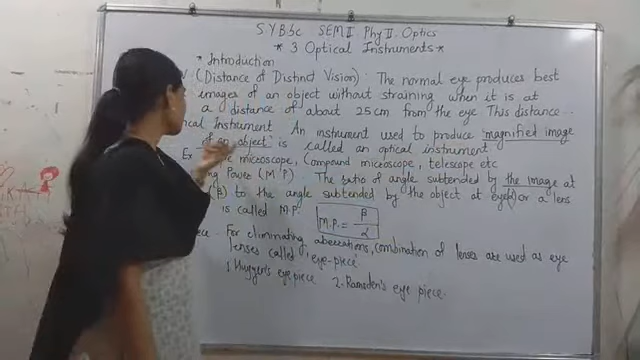 SYBSc SEM II Phy II. Optics
* 3 Optical Instruments *
* Introduction
(Distance of Distinct Vision) : The normal eye produces best
images of an object without straining when it is at
a distance of about 25cm from the eye This distance..
Instrument An instrument used to produce magnified image
of an object is called an optical instrument.
Ex microscope, Compound microscope, telescope etc
Power (M P) : The ratio of angle subtended by the image at
(β) to the angle subtended by the object at eye(α) or a lens
is called M.P. M.P. = β/α
For eliminating aberrations, combination of lenses are used as eye
lenses called 'eye-piece'
1. Huygen's eyepiece 2. Ramsden's eye piece.